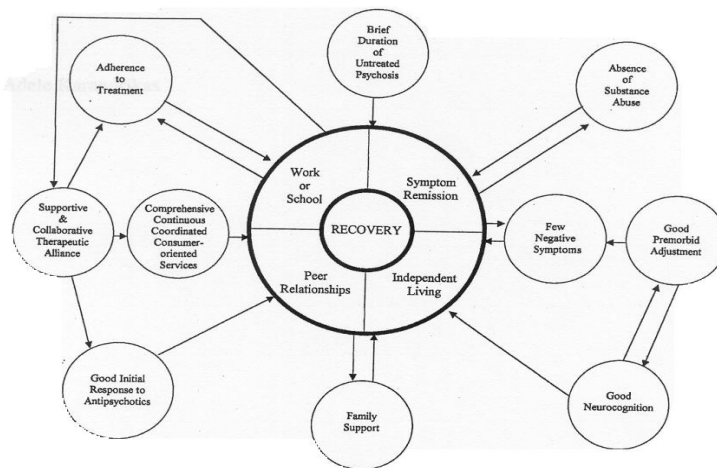 Brief
Duration
of
Untreated
Psychosis
Adherence
to
Treatment
Absence
of
Substance
Abuse
Work
or
School
Symptom
Remission
Supportive
&
Collaborative
Therapeutic
Alliance
Comprehensive
Continuous
Coordinated
Consumer-
oriented
Services
RECOVERY
Few
Negative
Symptoms
Good
Premorbid
Adjustment
Peer
Relationships
Independent
Living
Good Initial
Response to
Antipsychotics
Family
Support
Good
Neurocognition